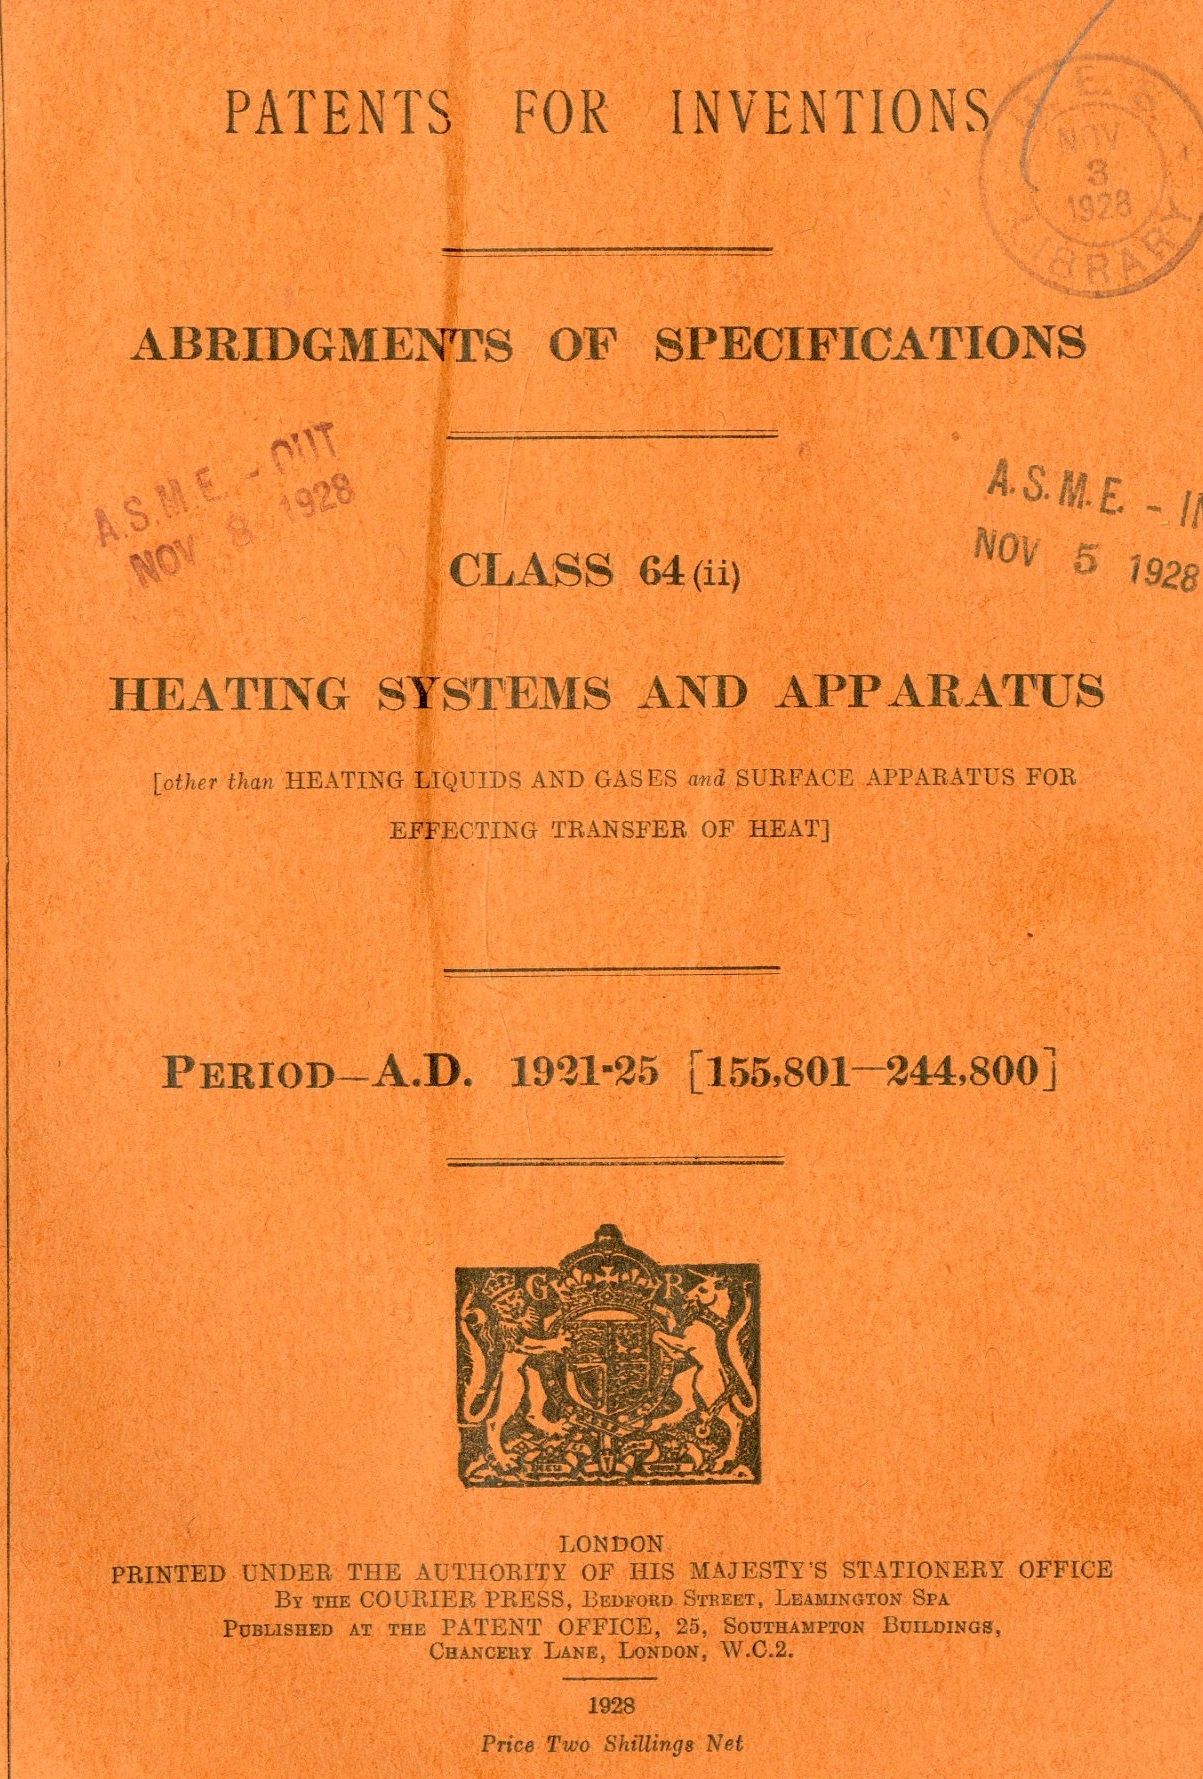 PATENTS FOR INVENTIONS
E. S.
NOV
3
1928
LIBRARY
ABRIDGMENTS OF SPECIFICATIONS
A.S.M.E. - OUT
NOV 8 1928
A.S.M.E. - IN
NOV 5 1928
CLASS 64 (ii)
HEATING SYSTEMS AND APPARATUS
[other than HEATING LIQUIDS AND GASES and SURFACE APPARATUS FOR
EFFECTING TRANSFER OF HEAT]
PERIOD—A.D. 1921-25 [155,801—244,800]
G R
LONDON
PRINTED UNDER THE AUTHORITY OF HIS MAJESTY'S STATIONERY OFFICE
BY THE COURIER PRESS, BEDFORD STREET, LEAMINGTON SPA
PUBLISHED AT THE PATENT OFFICE, 25, SOUTHAMPTON BUILDINGS,
CHANCERY LANE, LONDON, W.C.2.
1928
Price Two Shillings Net